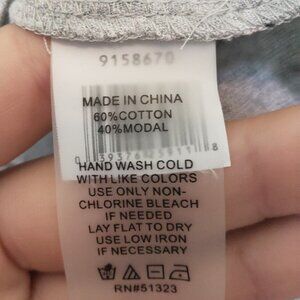 9158670
MADE IN CHINA
60%COTTON
40%MODAL
HAND WASH COLD
WITH LIKE COLORS
USE ONLY NON-
CHLORINE BLEACH
IF NEEDED
LAY FLAT TO DRY
USE LOW IRON
IF NECESSARY
RN#51323